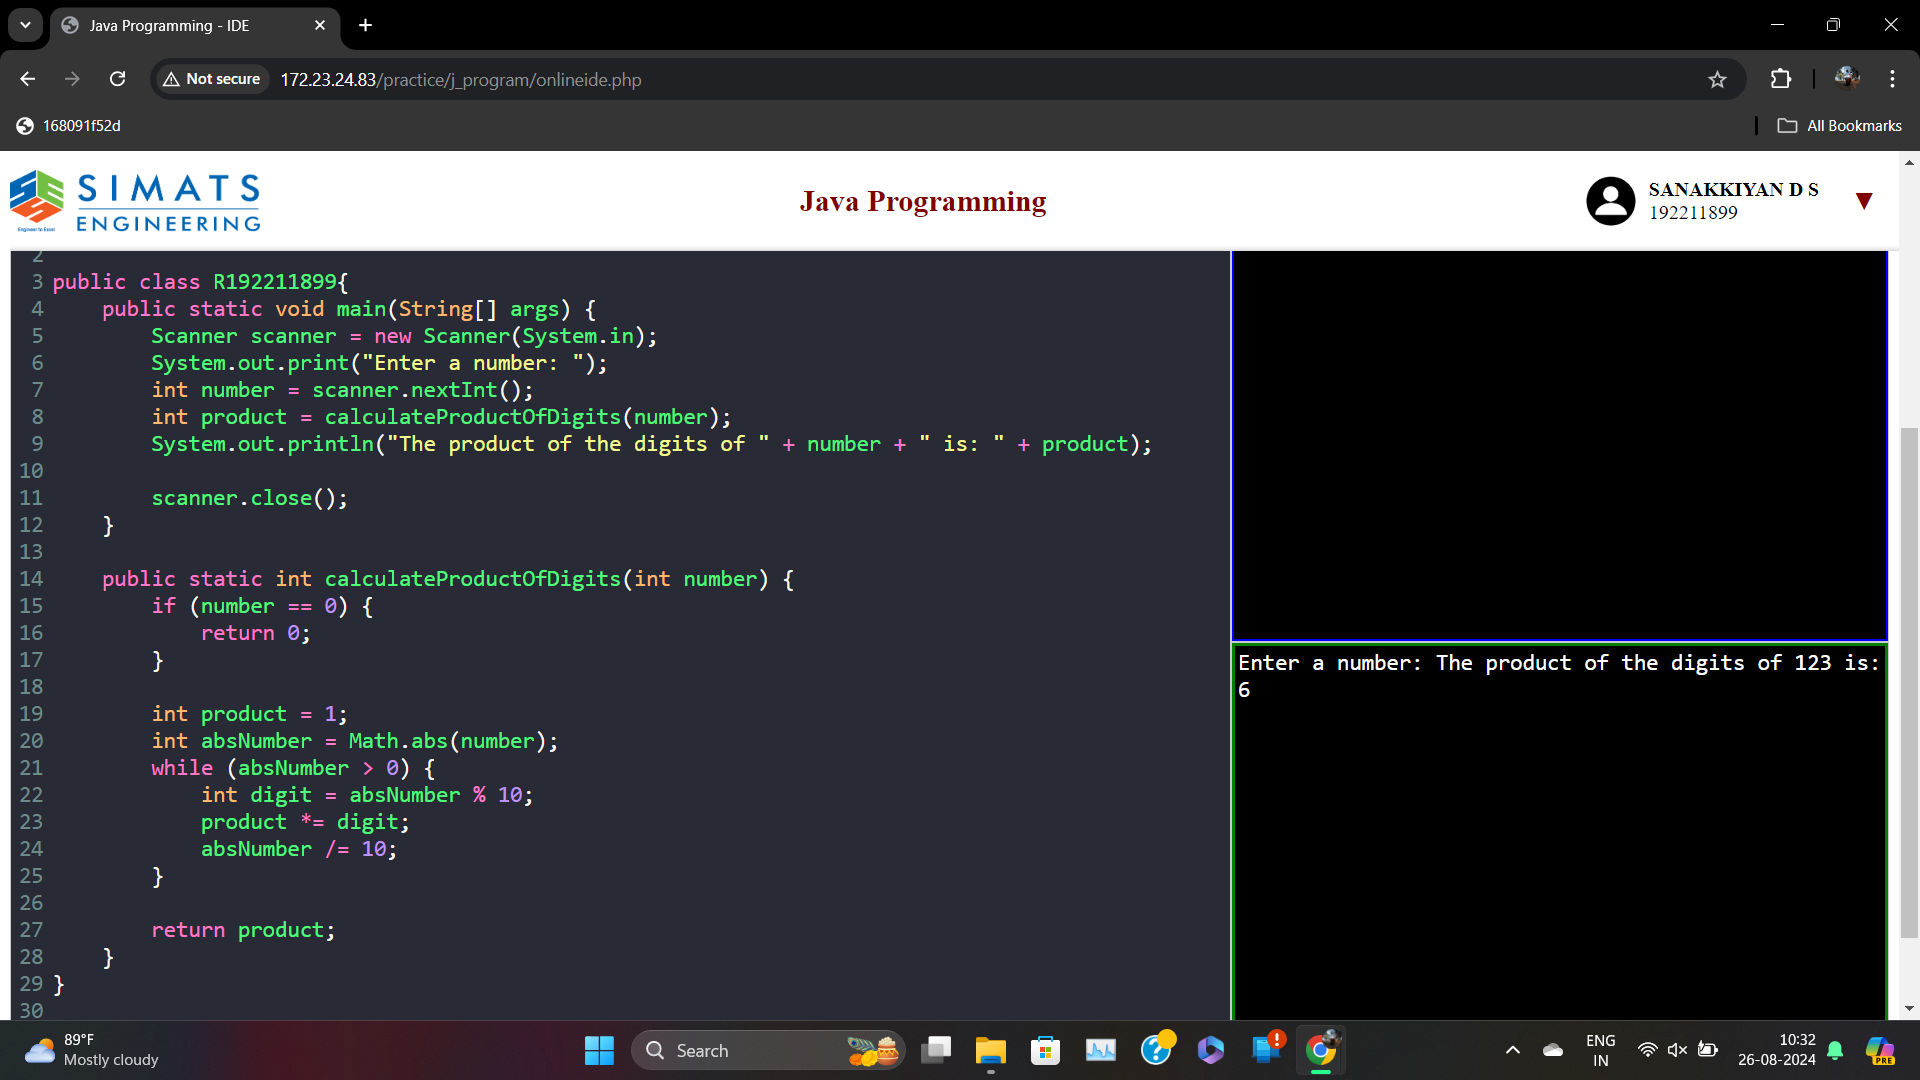 Java Programming - IDE
Not secure
172.23.24.83/practice/j_program/onlineide.php
168091f52d
All Bookmarks
SIMATS
ENGINEERING
Engineer to Excel
Java Programming
SANAKKIYAN D S
192211899
2
3 public class R192211899{
4     public static void main(String[] args) {
5         Scanner scanner = new Scanner(System.in);
6         System.out.print("Enter a number: ");
7         int number = scanner.nextInt();
8         int product = calculateProductOfDigits(number);
9         System.out.println("The product of the digits of " + number + " is: " + product);
10
11         scanner.close();
12     }
13
14     public static int calculateProductOfDigits(int number) {
15         if (number == 0) {
16             return 0;
17         }
18
19         int product = 1;
20         int absNumber = Math.abs(number);
21         while (absNumber > 0) {
22             int digit = absNumber % 10;
23             product *= digit;
24             absNumber /= 10;
25         }
26
27         return product;
28     }
29 }
30
Enter a number: The product of the digits of 123 is:
6
89°F
Mostly cloudy
Search
ENG
IN
10:32
26-08-2024
PRE